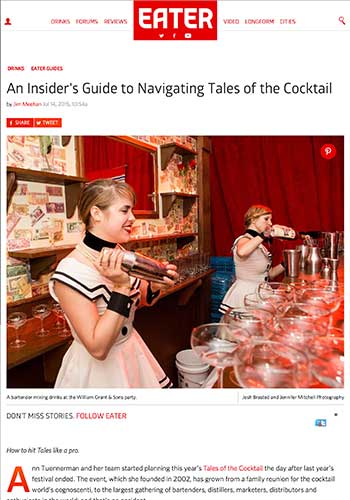 EATER
DRINKS FORUMS REVIEWS VIDEO LONGFORM CITIES
DRINKS EATER GUIDES
An Insider's Guide to Navigating Tales of the Cocktail
by Jim Meehan Jul 14, 2015, 10:54a
SHARE TWEET
A bartender mixing drinks at the William Grant & Sons party.
Josh Brasted and Jennifer Mitchell Photography
DON'T MISS STORIES. FOLLOW EATER
How to hit Tales like a pro.
Ann Tuennerman and her team started planning this year's Tales of the Cocktail the day after last year's
festival ended. The event, which she founded in 2002, has grown from a family reunion for the cocktail
world's cognoscenti, to the largest gathering of bartenders, distillers, marketers, distributors and